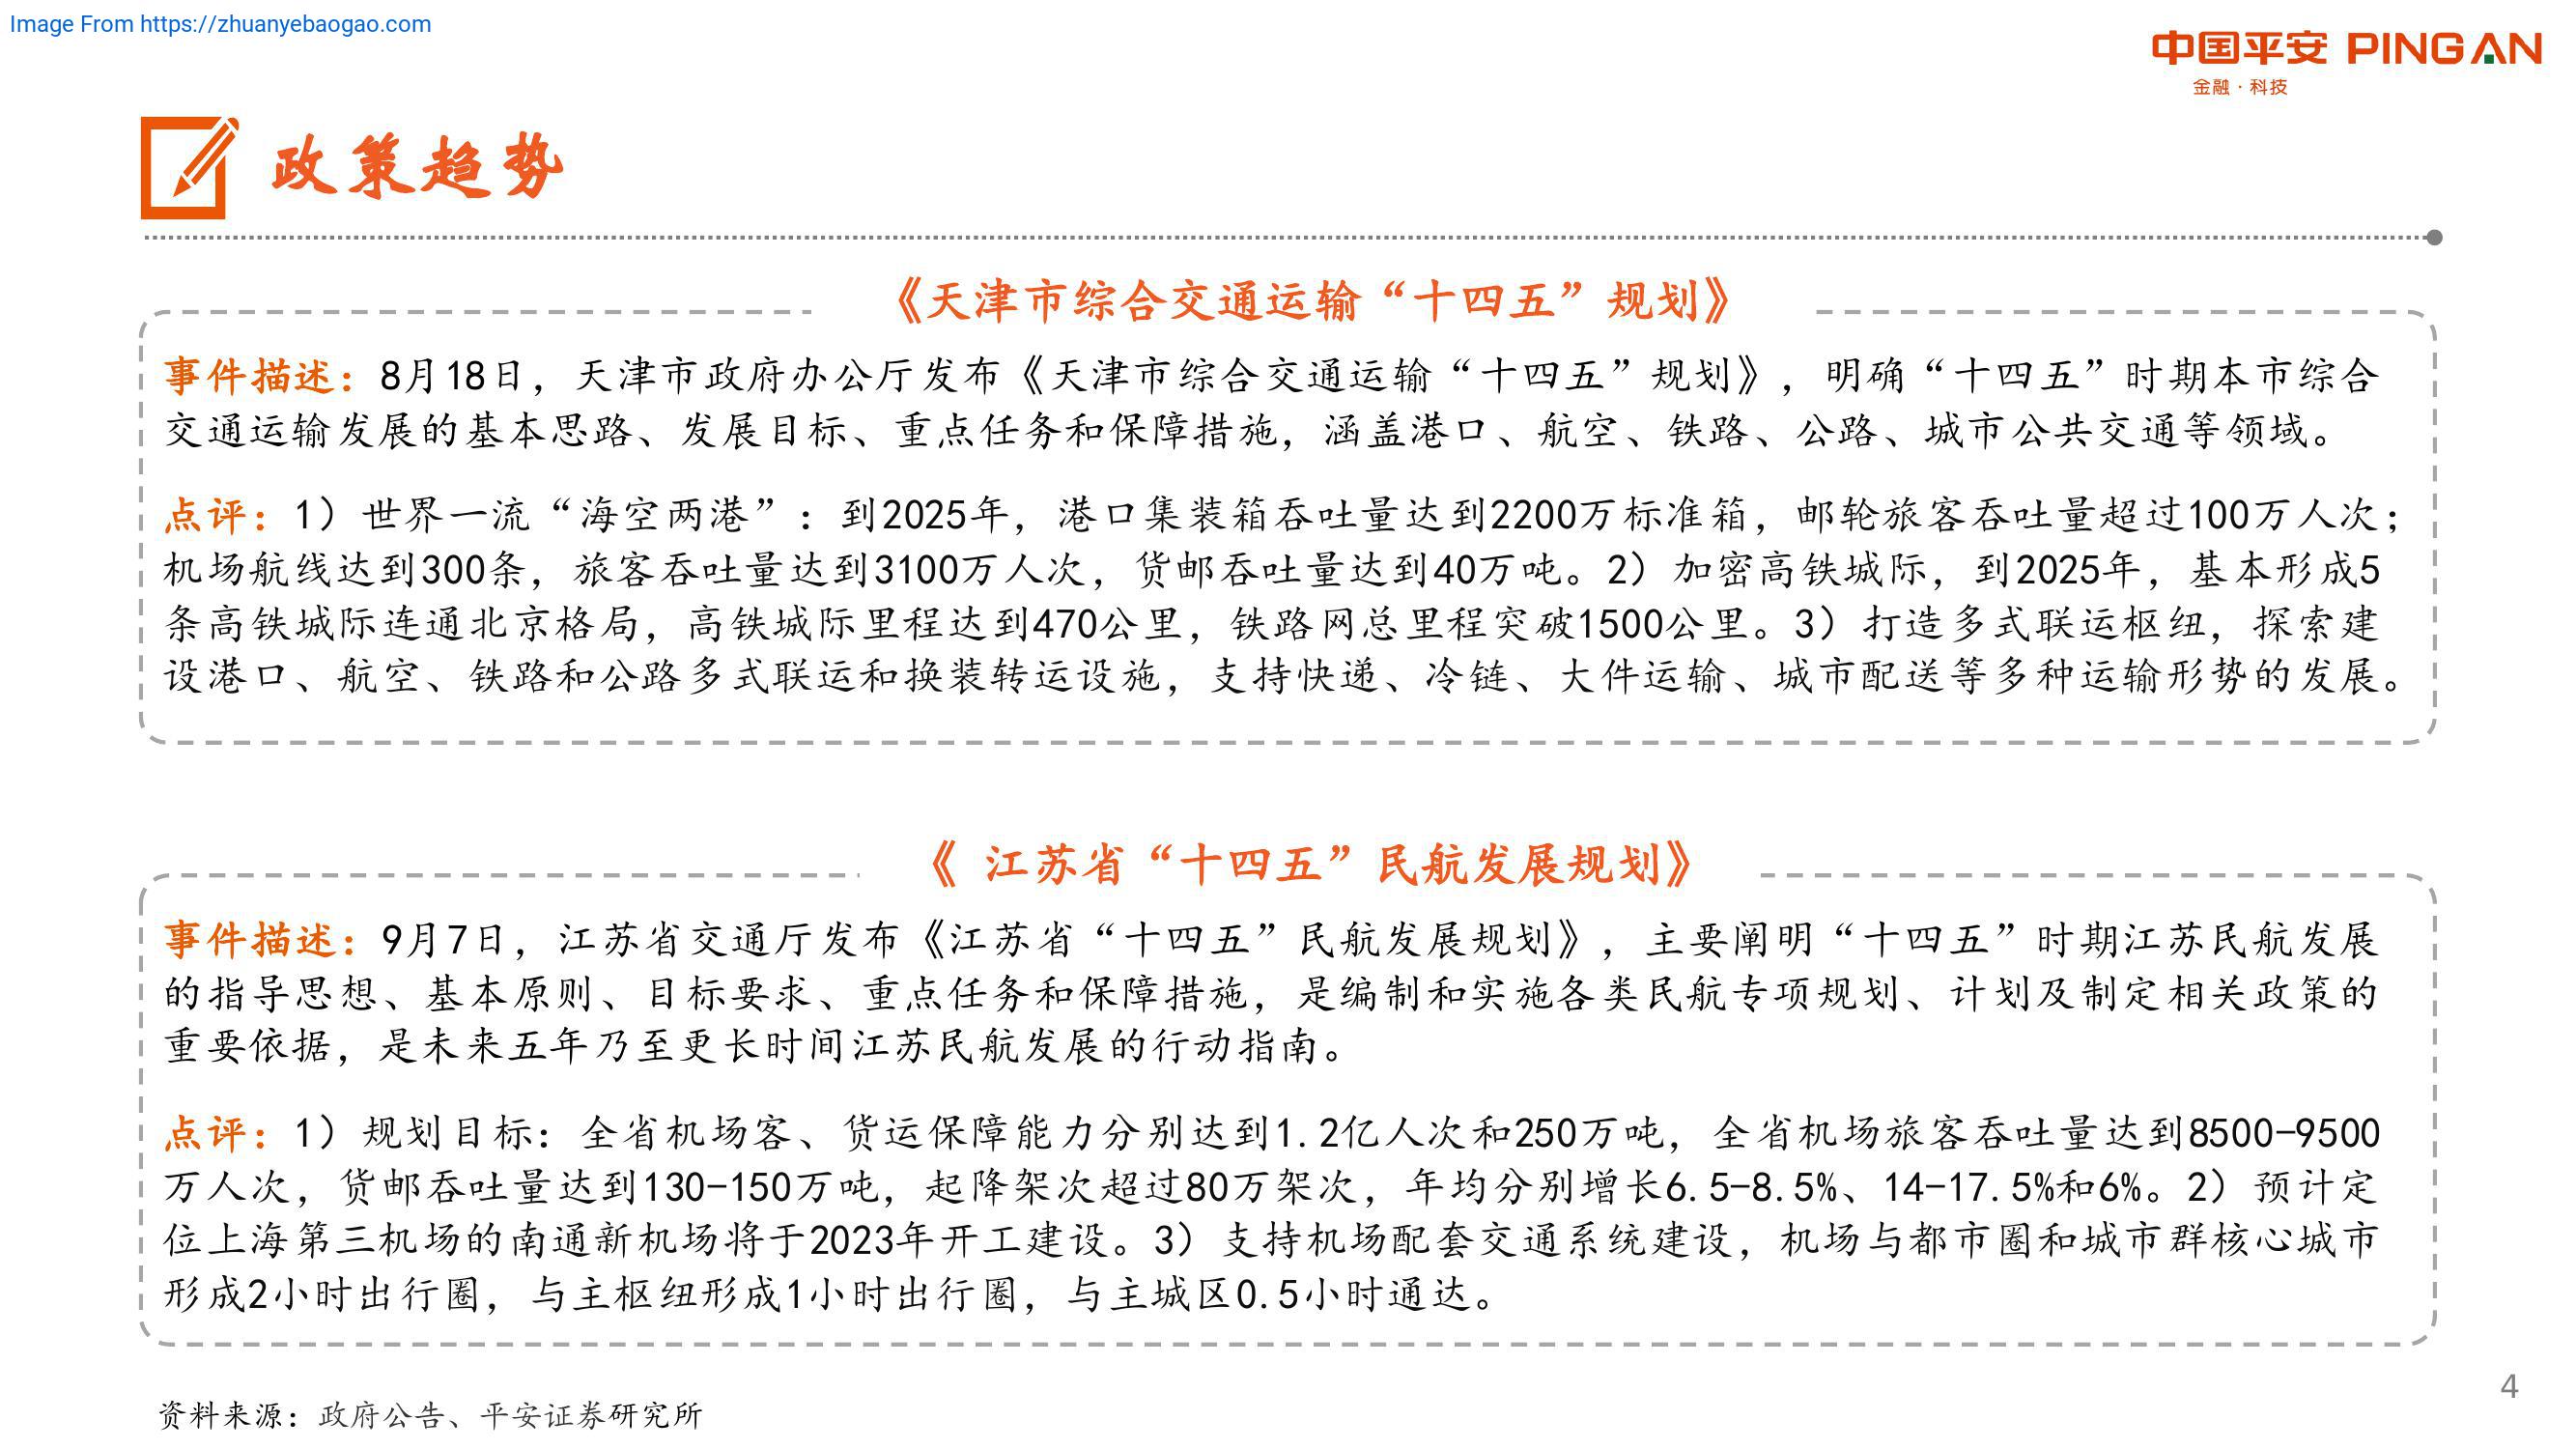 Image From https://zhuanyebaogao.com
中国平安 PINGAN
金融·科技
政策趋势
《天津市综合交通运输“十四五”规划》
事件描述：8月18日，天津市政府办公厅发布《天津市综合交通运输“十四五”规划》，明确“十四五”时期本市综合
交通运输发展的基本思路、发展目标、重点任务和保障措施，涵盖港口、航空、铁路、公路、城市公共交通等领域。
点评：1）世界一流“海空两港”：到2025年，港口集装箱吞吐量达到2200万标准箱，邮轮旅客吞吐量超过100万人次；
机场航线达到300条，旅客吞吐量达到3100万人次，货邮吞吐量达到40万吨。2）加密高铁城际，到2025年，基本形成5
条高铁城际连通北京格局，高铁城际里程达到470公里，铁路网总里程突破1500公里。3）打造多式联运枢纽，探索建
设港口、航空、铁路和公路多式联运和换装转运设施，支持快递、冷链、大件运输、城市配送等多种运输形势的发展。
《 江苏省“十四五”民航发展规划》
事件描述：9月7日，江苏省交通厅发布《江苏省“十四五”民航发展规划》，主要阐明“十四五”时期江苏民航发展
的指导思想、基本原则、目标要求、重点任务和保障措施，是编制和实施各类民航专项规划、计划及制定相关政策的
重要依据，是未来五年乃至更长时间江苏民航发展的行动指南。
点评：1）规划目标：全省机场客、货运保障能力分别达到1.2亿人次和250万吨，全省机场旅客吞吐量达到8500-9500
万人次，货邮吞吐量达到130-150万吨，起降架次超过80万架次，年均分别增长6.5-8.5%、14-17.5%和6%。2）预计定
位上海第三机场的南通新机场将于2023年开工建设。3）支持机场配套交通系统建设，机场与都市圈和城市群核心城市
形成2小时出行圈，与主枢纽形成1小时出行圈，与主城区0.5小时通达。
资料来源：政府公告、平安证券研究所
4